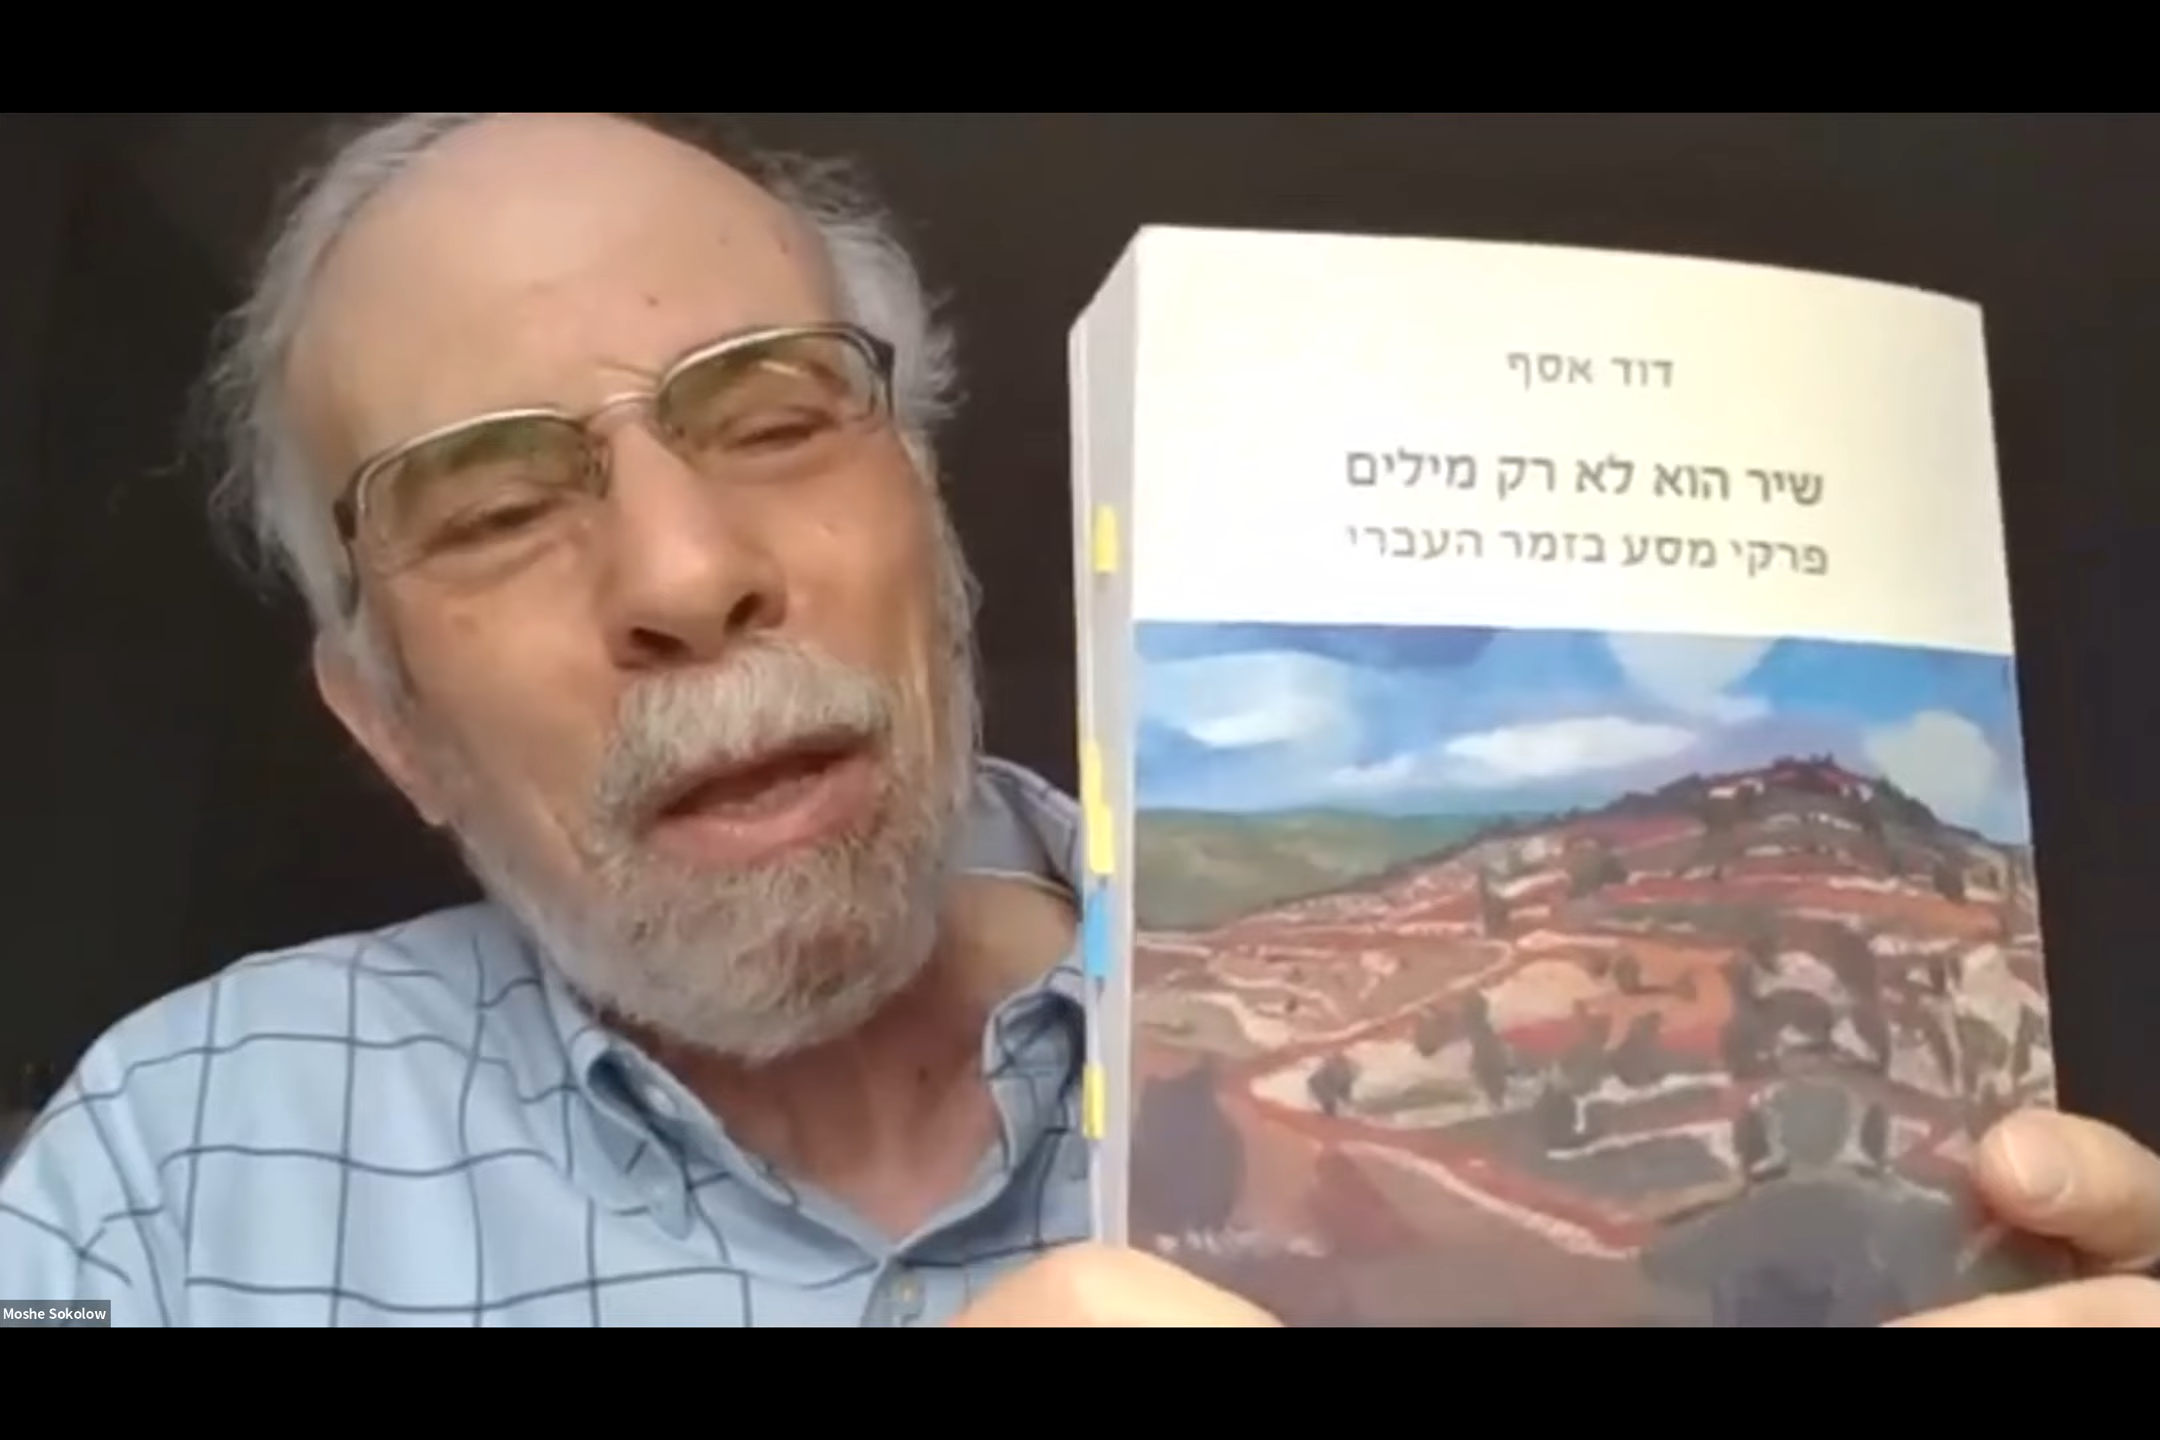 דוד אסף
שיר הוא לא רק מילים
פרקי מסע בזמר העברי
Moshe Sokolow